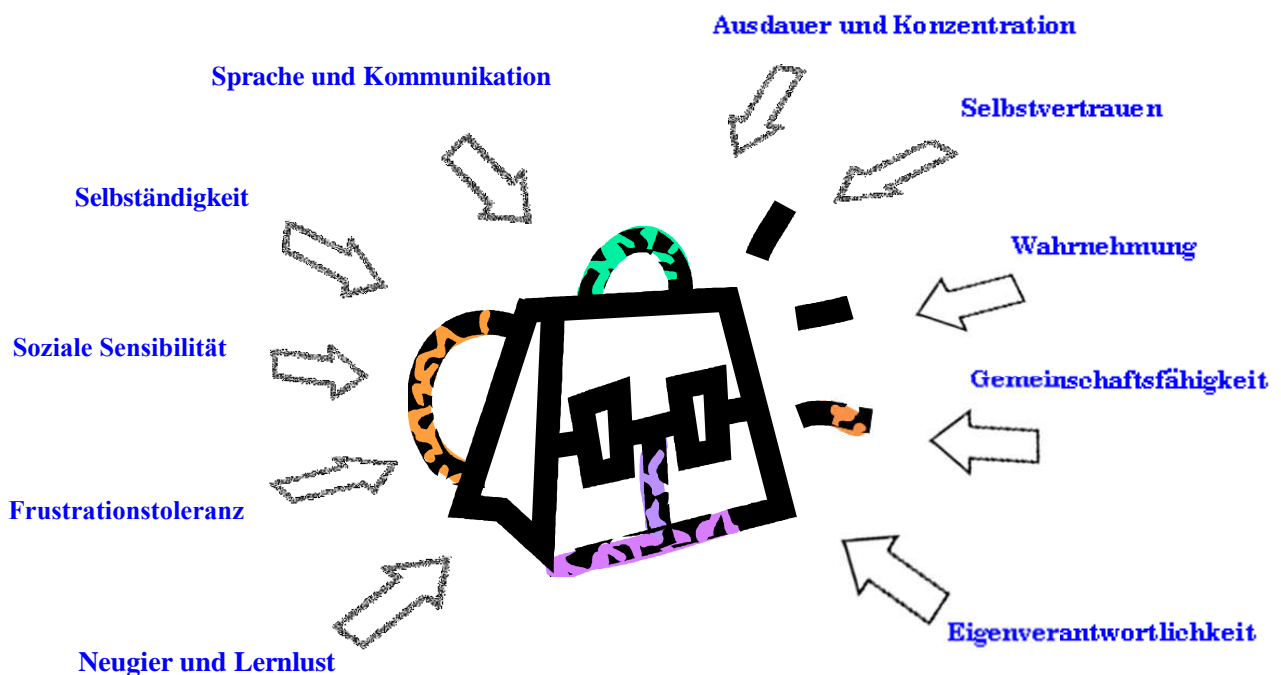 Ausdauer und Konzentration
Sprache und Kommunikation
Selbstvertrauen
Selbständigkeit
Wahrnehmung
Soziale Sensibilität
Gemeinschaftsfähigkeit
Frustrationstoleranz
Eigenverantwortlichkeit
Neugier und Lernlust